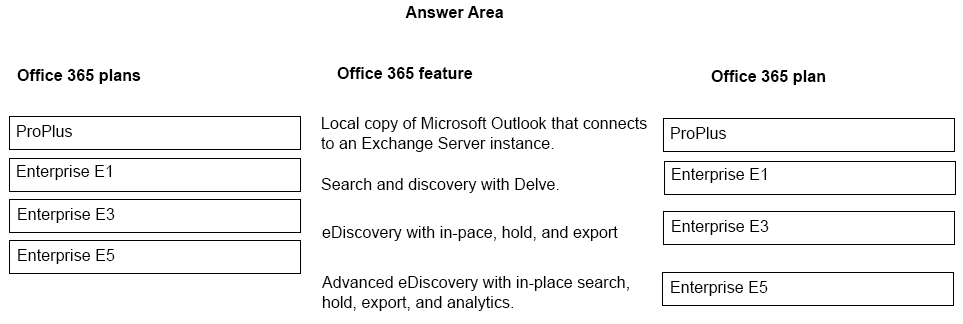 Answer Area
Office 365 plans
Office 365 feature
Office 365 plan
ProPlus
Enterprise E1
Enterprise E3
Enterprise E5
Local copy of Microsoft Outlook that connects
to an Exchange Server instance.
Search and discovery with Delve.
eDiscovery with in-pace, hold, and export
Advanced eDiscovery with in-place search,
hold, export, and analytics.
ProPlus
Enterprise E1
Enterprise E3
Enterprise E5